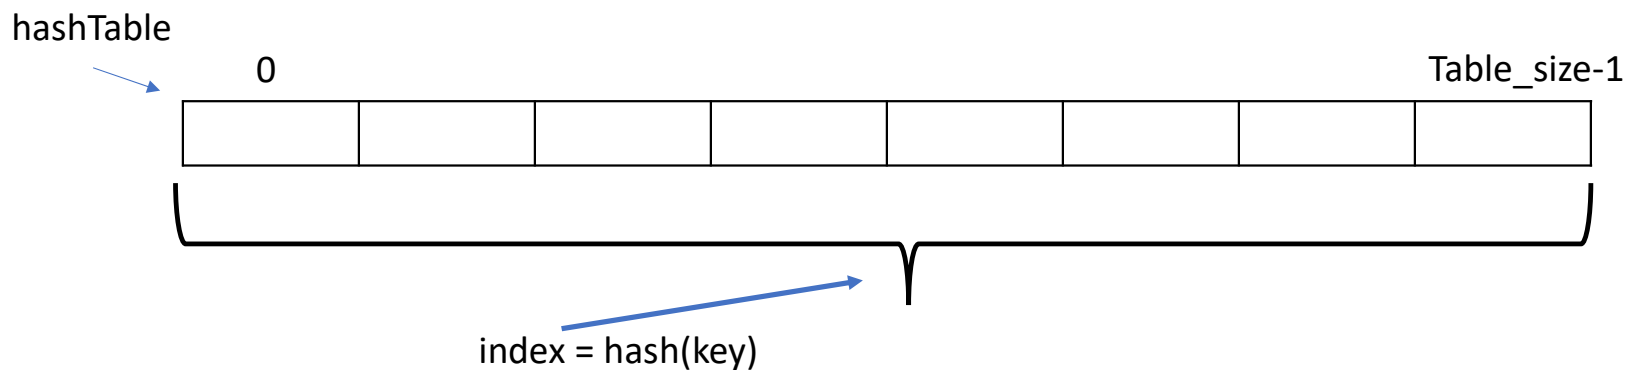 hashTable
0
Table_size-1
index = hash(key)